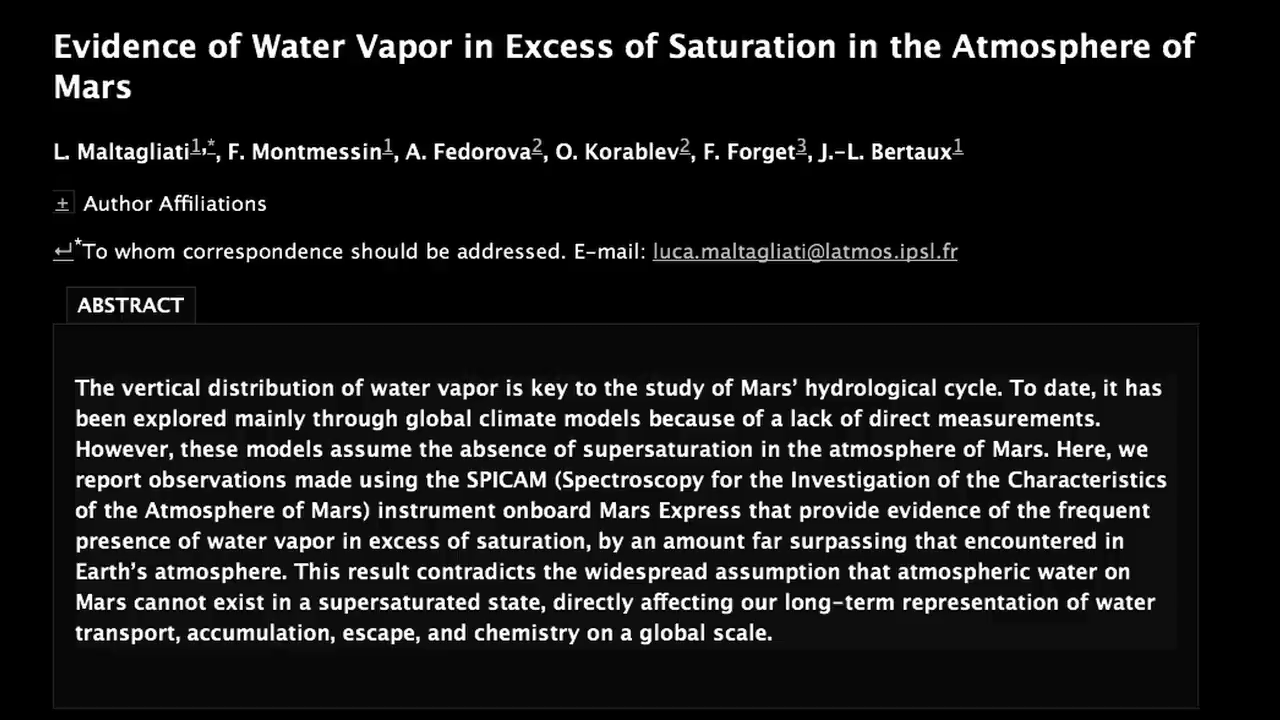 Evidence of Water Vapor in Excess of Saturation in the Atmosphere of
Mars
L. Maltagliati1,*, F. Montmessin1, A. Fedorova2, O. Korablev2, F. Forget3, J.-L. Bertaux1
+ Author Affiliations
↵*To whom correspondence should be addressed. E-mail: luca.maltagliati@latmos.ipsl.fr
ABSTRACT
The vertical distribution of water vapor is key to the study of Mars’ hydrological cycle. To date, it has
been explored mainly through global climate models because of a lack of direct measurements.
However, these models assume the absence of supersaturation in the atmosphere of Mars. Here, we
report observations made using the SPICAM (Spectroscopy for the Investigation of the Characteristics
of the Atmosphere of Mars) instrument onboard Mars Express that provide evidence of the frequent
presence of water vapor in excess of saturation, by an amount far surpassing that encountered in
Earth’s atmosphere. This result contradicts the widespread assumption that atmospheric water on
Mars cannot exist in a supersaturated state, directly affecting our long-term representation of water
transport, accumulation, escape, and chemistry on a global scale.